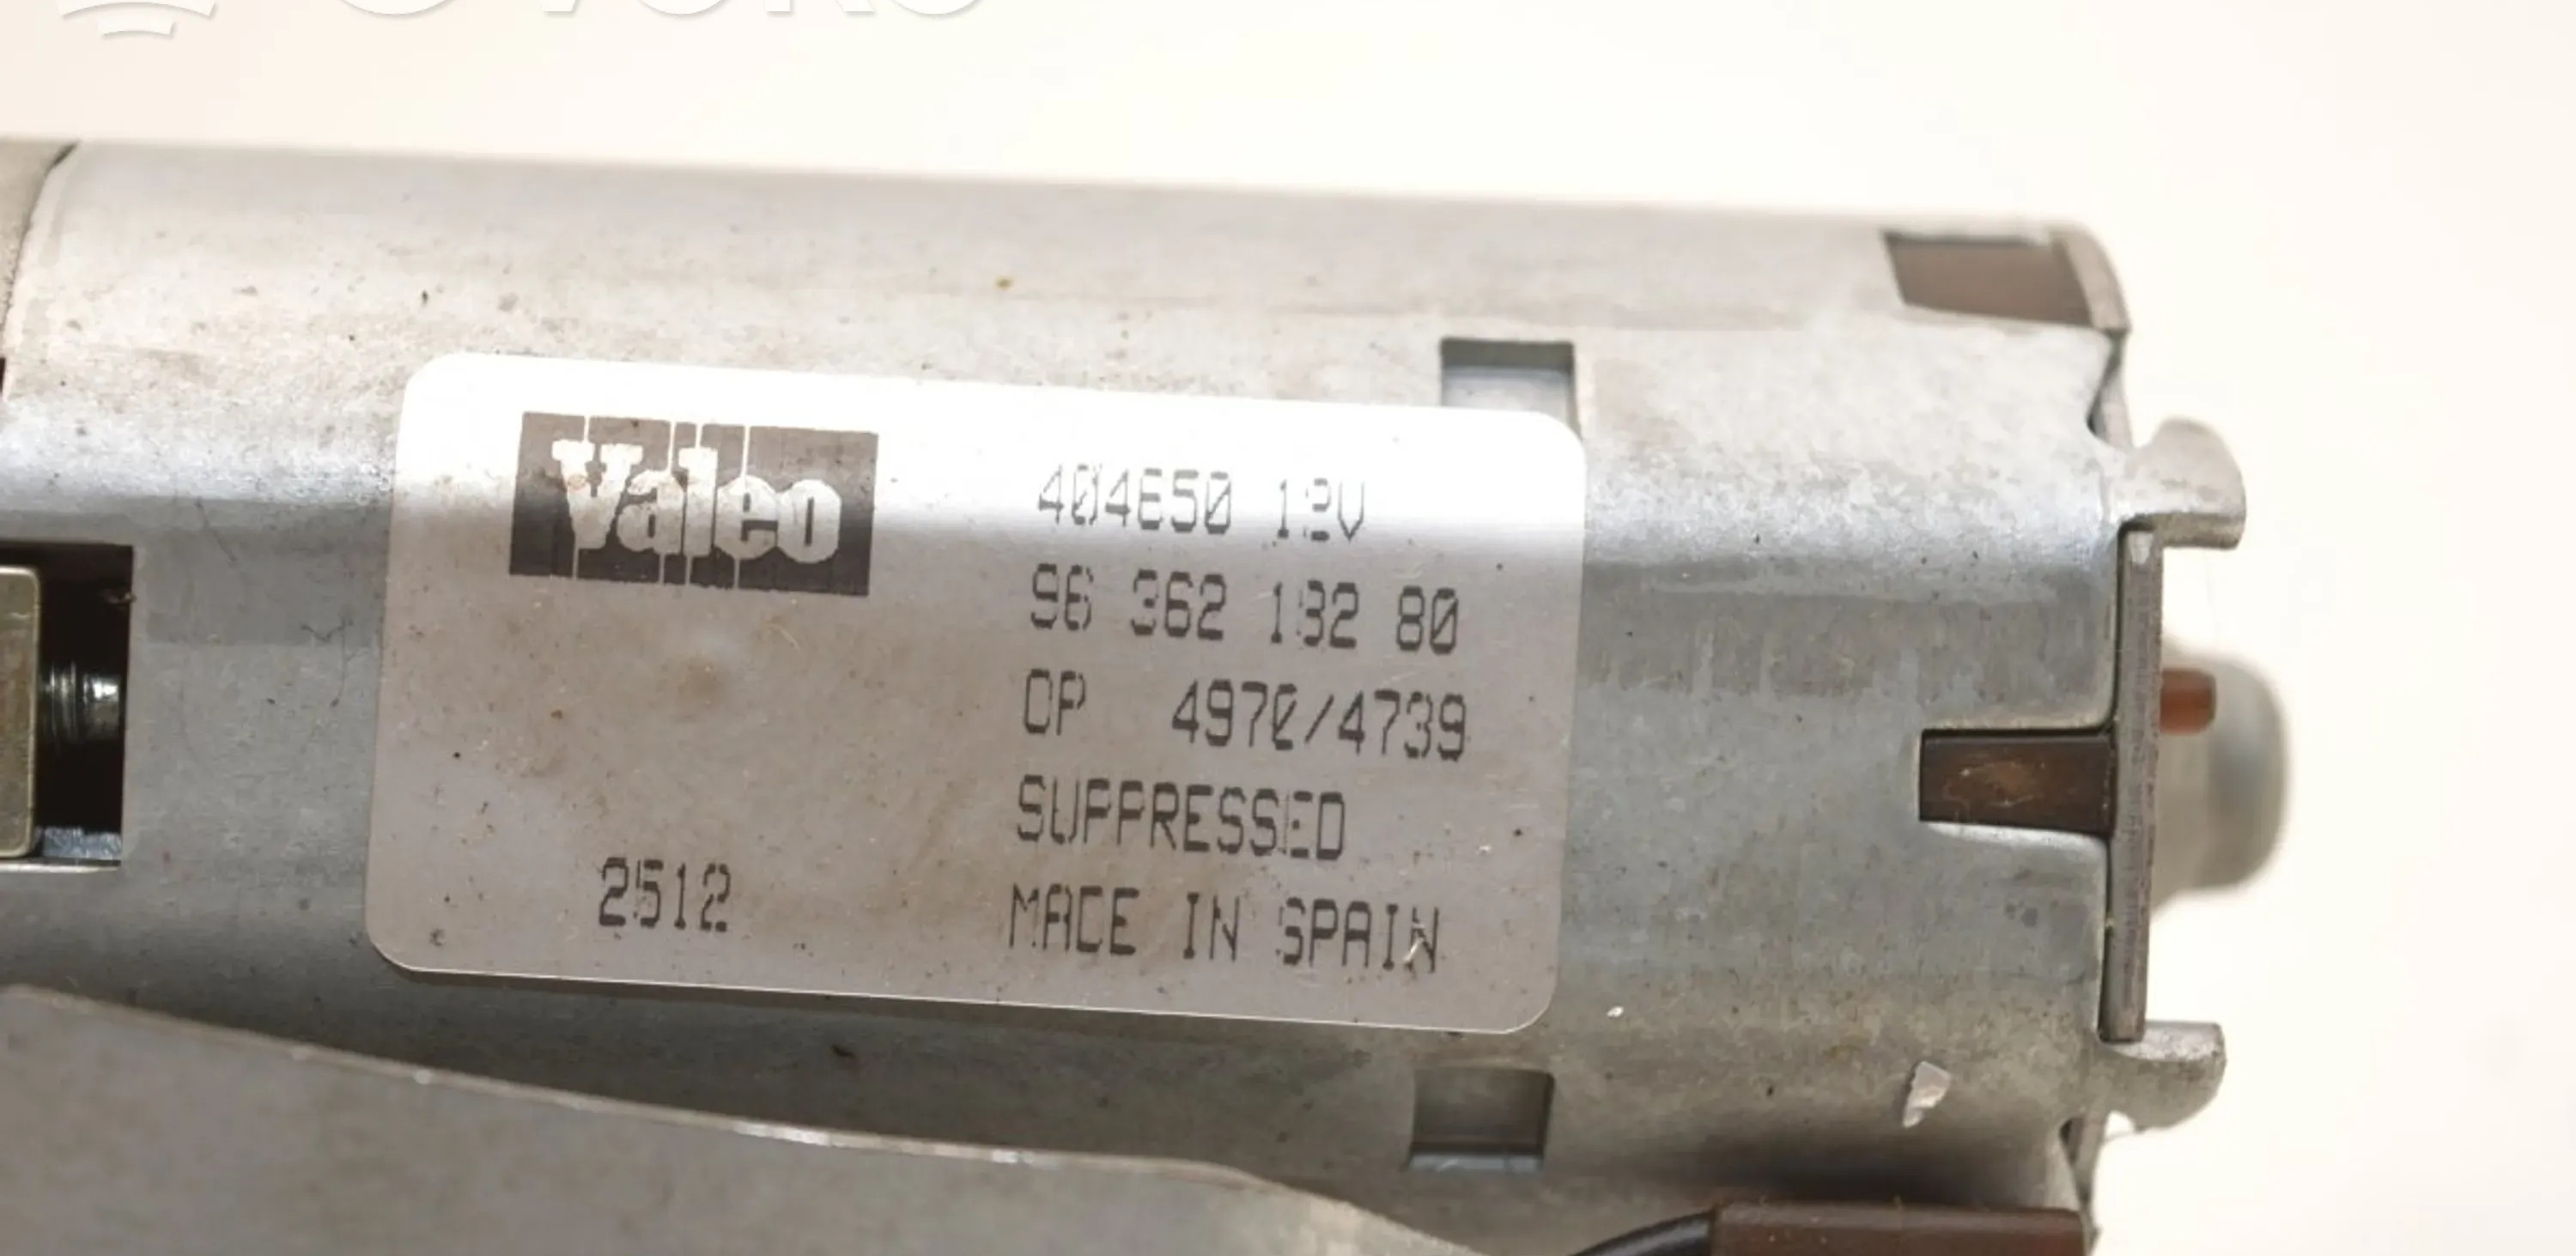 Valeo
404650 12V
96 362 132 80
OP 4970/4739
SUPPRESSED
2512
MADE IN SPAIN